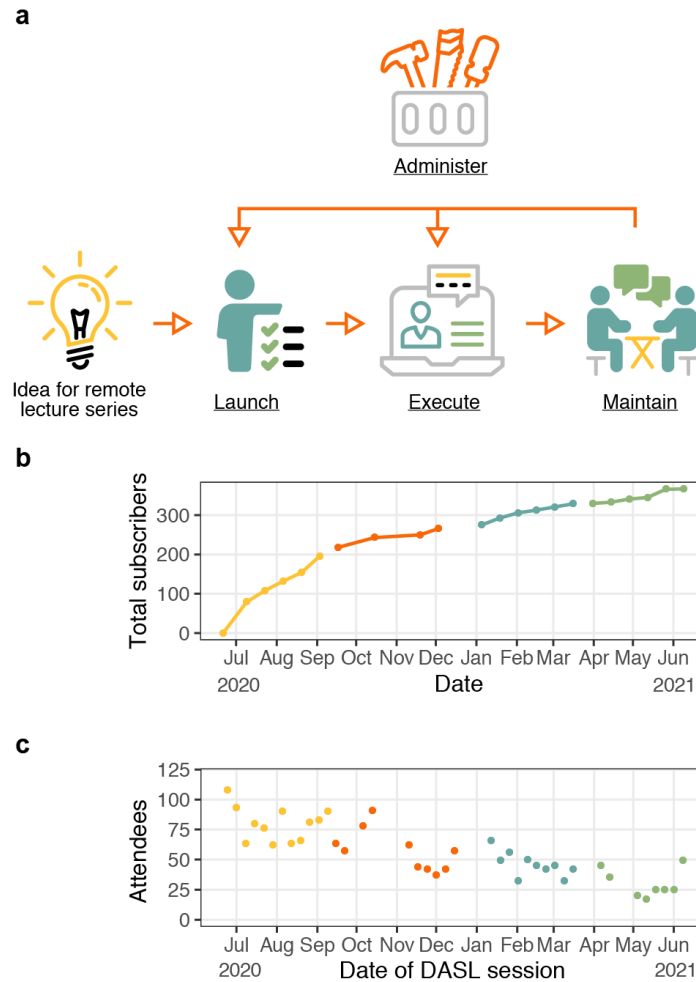 a
Administer
Idea for remote
lecture series
Launch
Execute
Maintain
b
Total subscribers
300
200
100
0
Jul Aug Sep Oct Nov Dec Jan Feb Mar Apr May Jun
2020 2021
Date
c
Attendees
125
100
75
50
25
0
Jul Aug Sep Oct Nov Dec Jan Feb Mar Apr May Jun
2020 2021
Date of DASL session